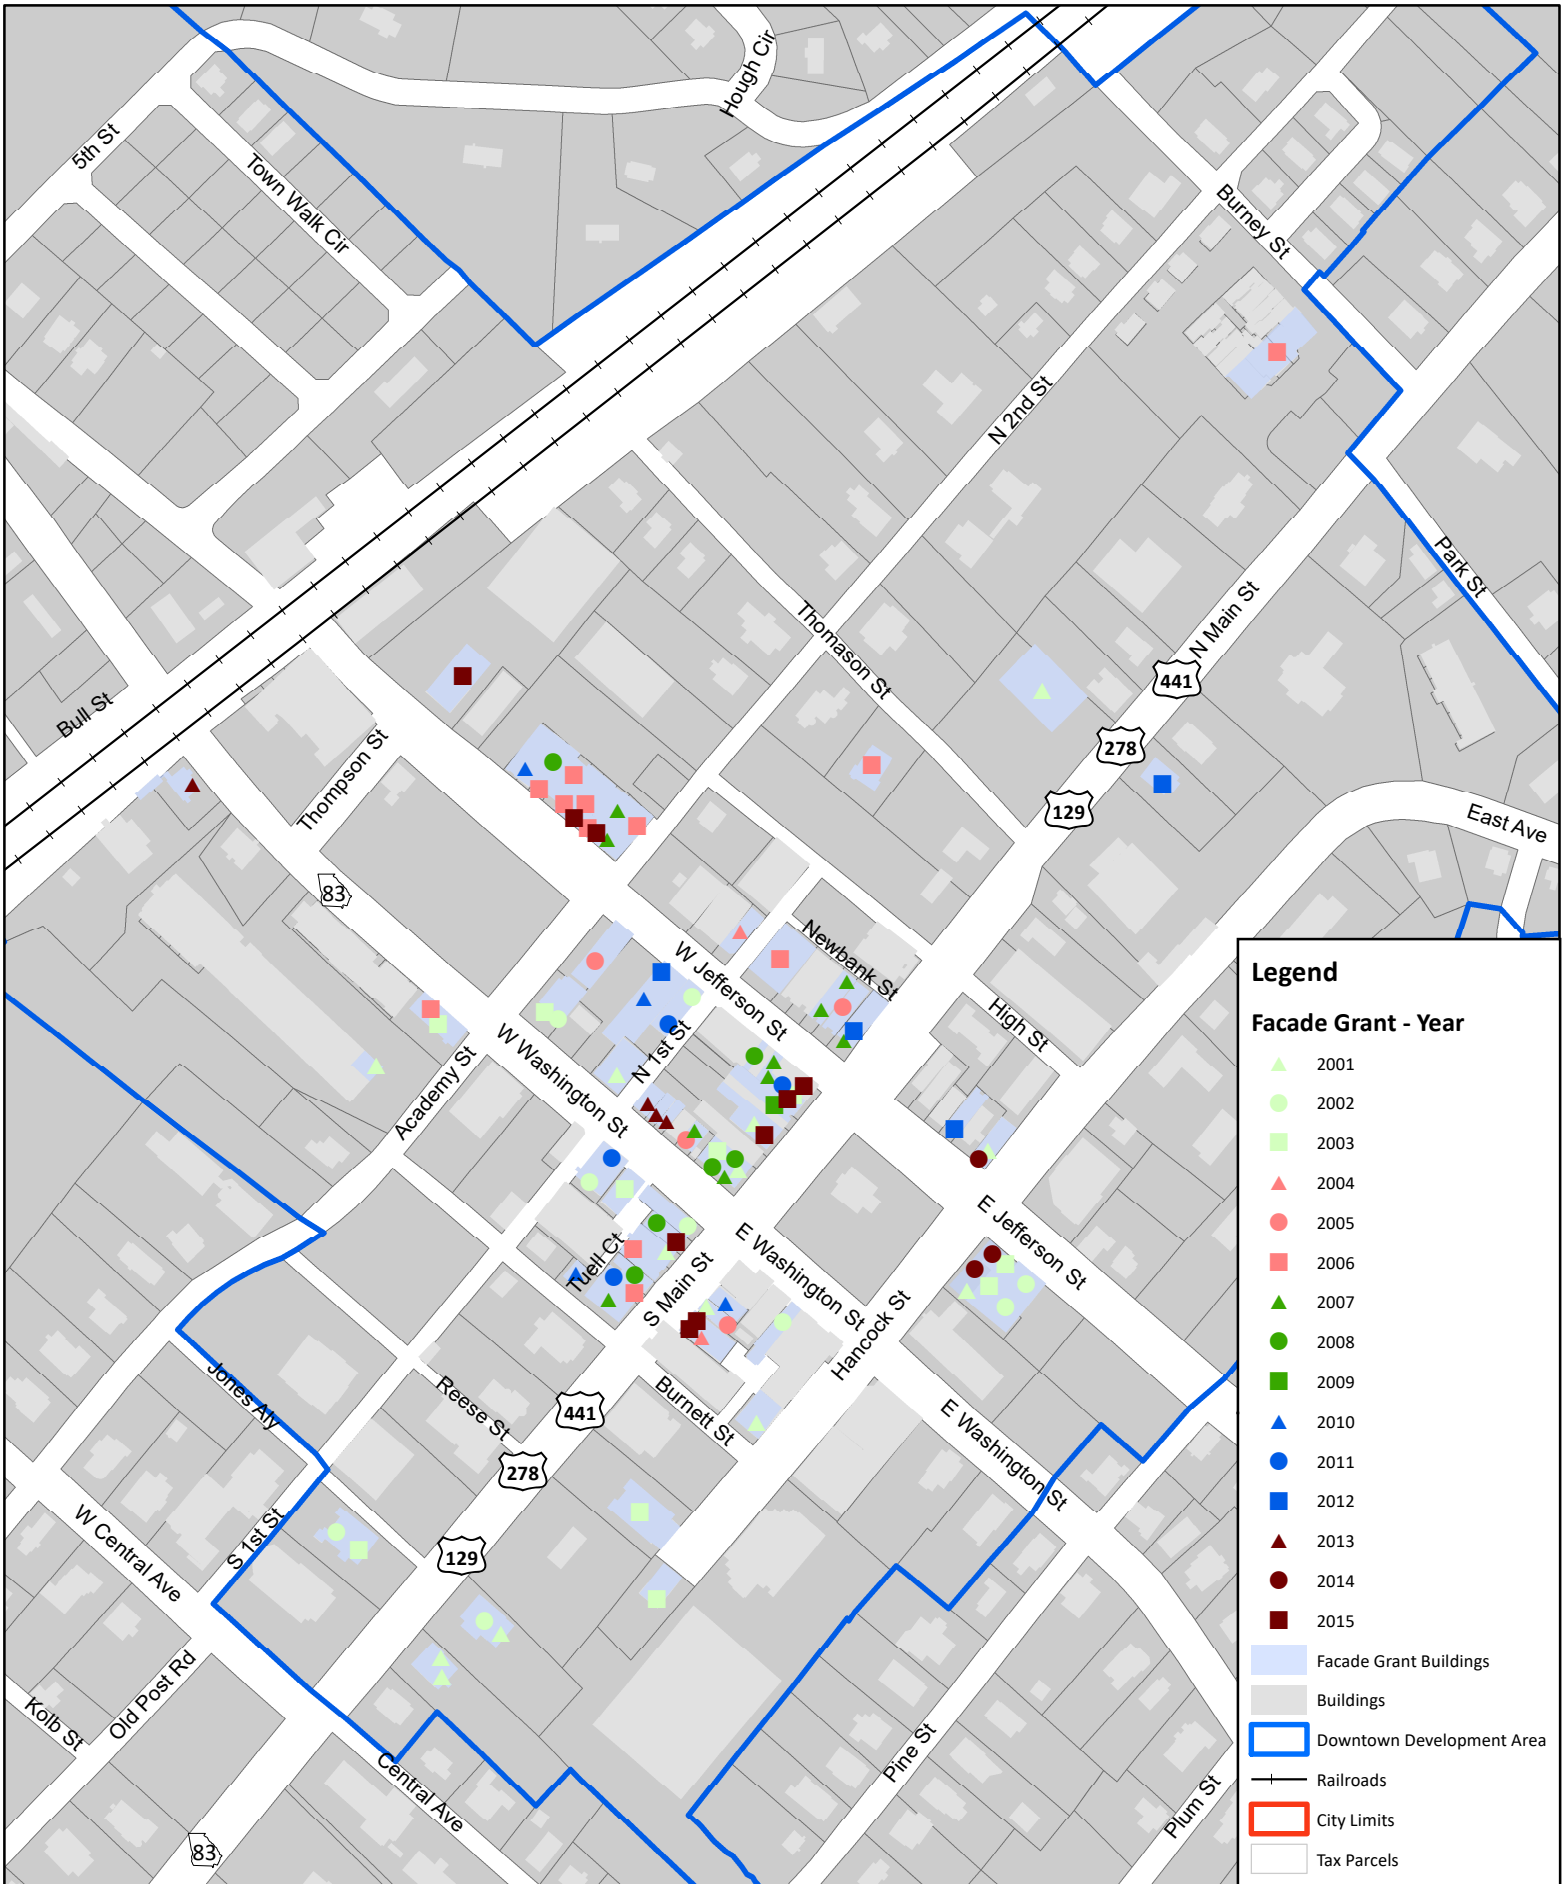 Hough Cir
5th St
Town Walk Cir
Burney St
N 2nd St
Park St
N Main St
Thomason St
441
278
129
Bull St
Thompson St
East Ave
83
Newbank St
W Jefferson St
High St
N 1st St
W Washington St
Academy St
E Jefferson St
Tuell Ct
E Washington St
S Main St
Hancock St
Jones Aly
Reese St
Burnett St
441
278
E Washington St
129
W Central Ave
S 1st St
Old Post Rd
Kolb St
Central Ave
Pine St
Plum St
83
Legend
Facade Grant - Year
2001
2002
2003
2004
2005
2006
2007
2008
2009
2010
2011
2012
2013
2014
2015
Facade Grant Buildings
Buildings
Downtown Development Area
Railroads
City Limits
Tax Parcels